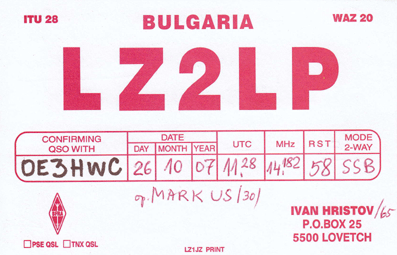 ITU 28 BULGARIA WAZ 20
LZ2LP
CONFIRMING QSO WITH DATE DAY MONTH YEAR UTC MHz RST MODE 2-WAY
OE3HWC 26 10 07 11,28 14,182 58 SSB
op. MARKUS /30/
IVAN HRISTOV /65
P.O.BOX 25
5500 LOVETCH
PSE QSL TNX QSL
LZ1JZ PRINT